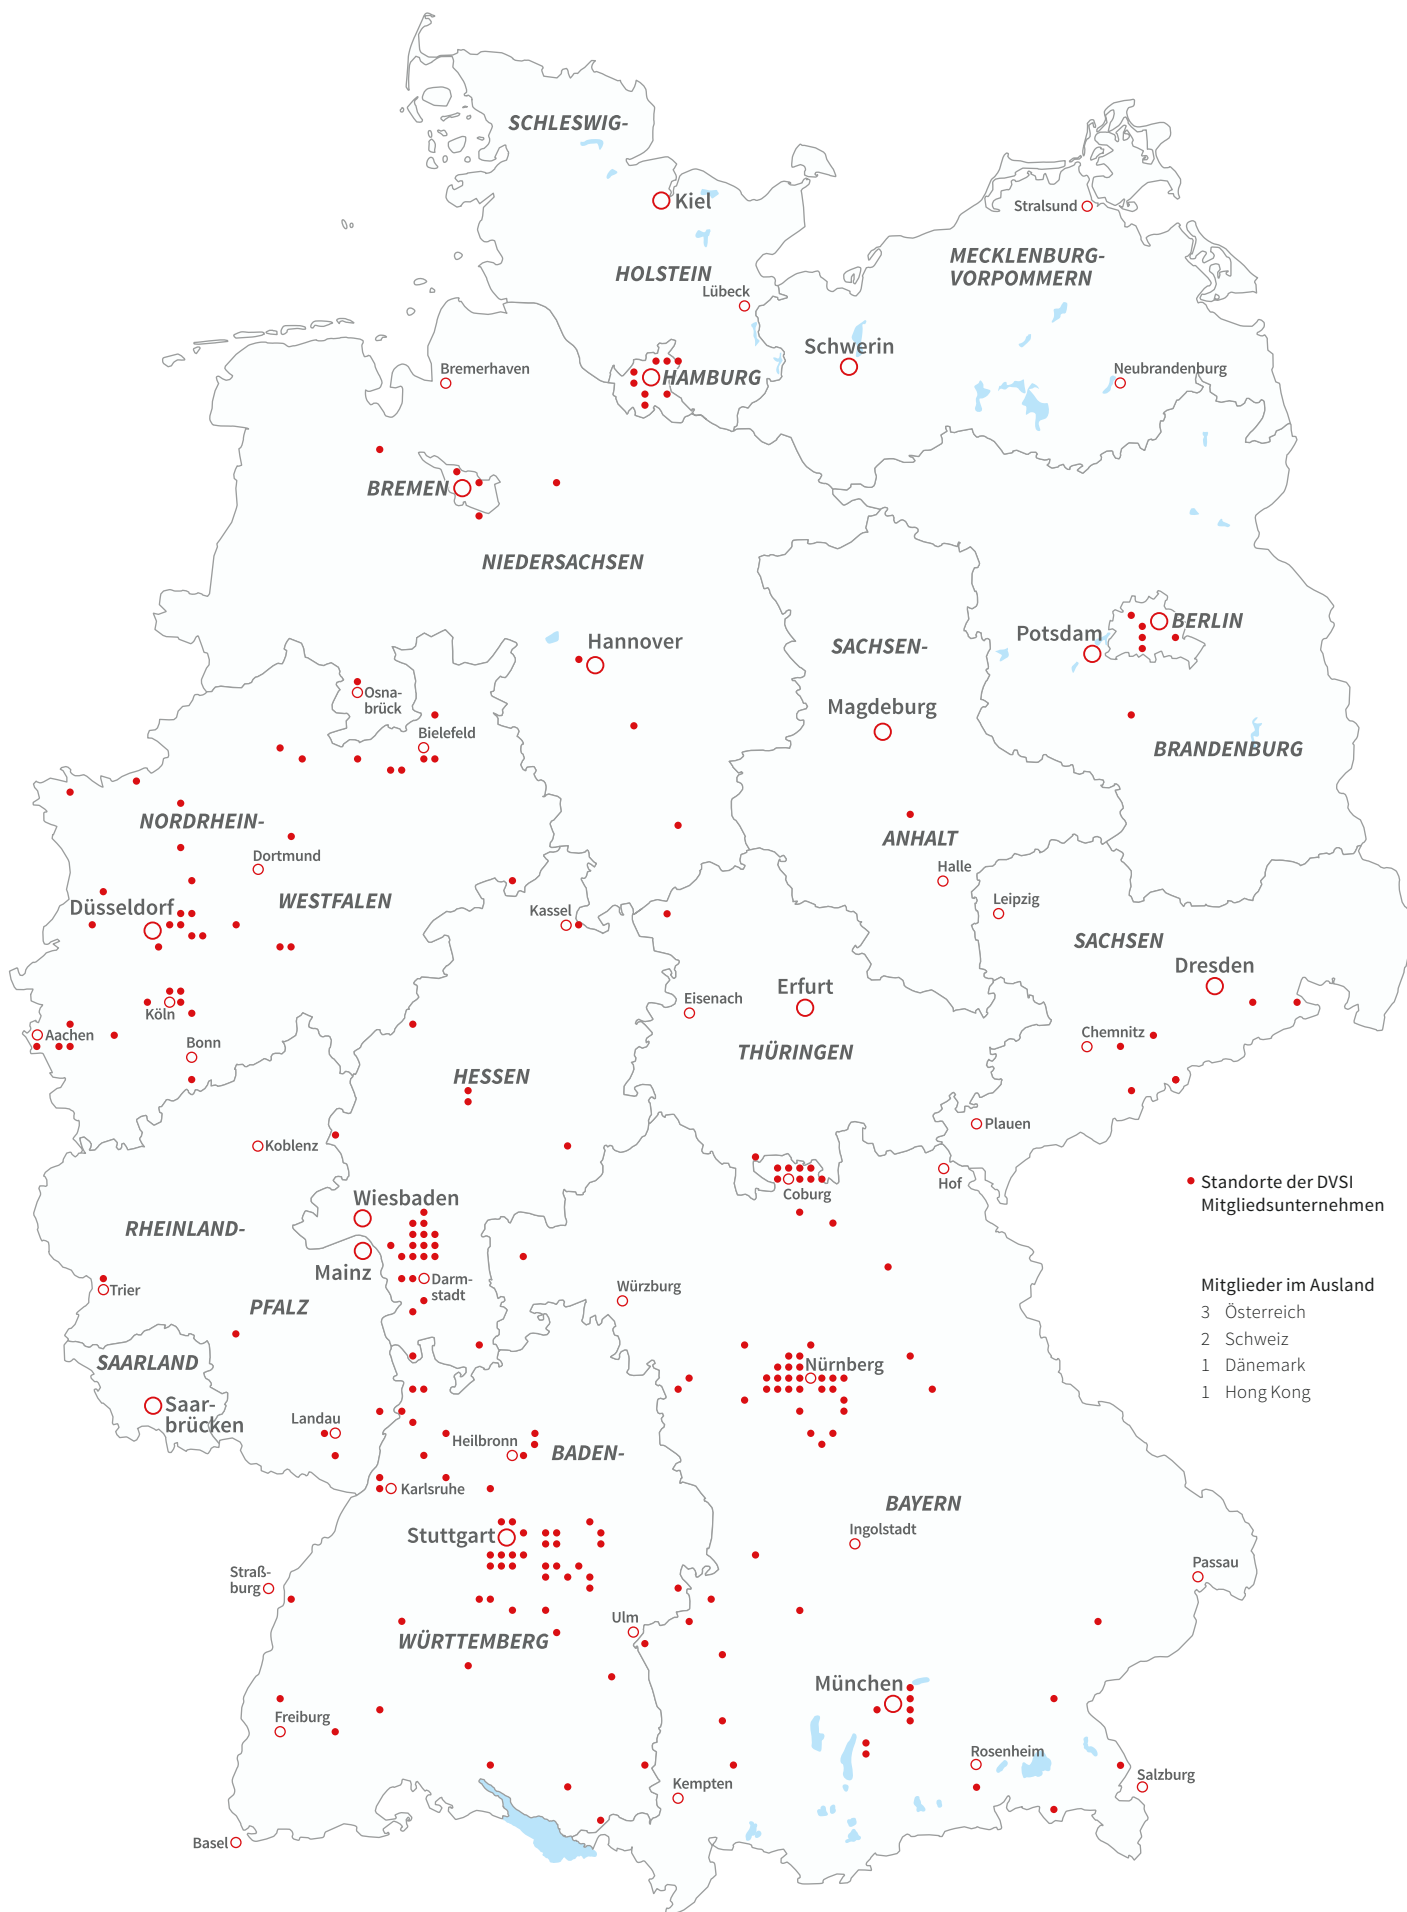 SCHLESWIG-
Kiel
Stralsund
MECKLENBURG-
VORPOMMERN
HOLSTEIN
Lübeck
Schwerin
Bremerhaven
HAMBURG
Neubrandenburg
BREMEN
NIEDERSACHSEN
BERLIN
Potsdam
Hannover
SACHSEN-
Osna-
brück
Magdeburg
Bielefeld
BRANDENBURG
NORDRHEIN-
ANHALT
Dortmund
Halle
WESTFALEN
Leipzig
Düsseldorf
Kassel
SACHSEN
Dresden
Erfurt
Eisenach
Köln
Aachen
Chemnitz
Bonn
THÜRINGEN
HESSEN
Plauen
Koblenz
Hof
Coburg
Standorte der DVSI
Mitgliedsunternehmen
Wiesbaden
RHEINLAND-
Mainz
Darm-
stadt
Trier
Würzburg
PFALZ
Mitglieder im Ausland
3 Österreich
2 Schweiz
1 Dänemark
1 Hong Kong
SAARLAND
Nürnberg
Saar-
brücken
Landau
Heilbronn
BADEN-
Karlsruhe
BAYERN
Stuttgart
Ingolstadt
Straß-
burg
Passau
Ulm
WÜRTTEMBERG
München
Freiburg
Rosenheim
Kempten
Salzburg
Basel